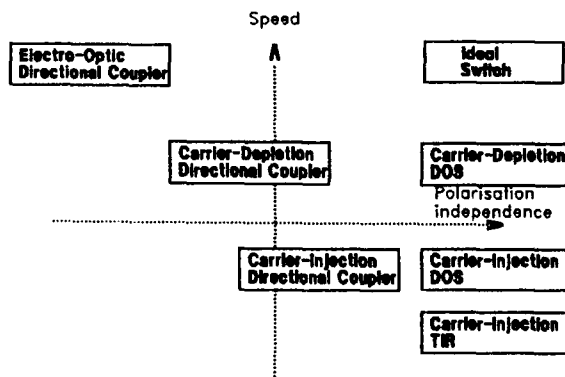 Speed
Electro-Optic
Directional Coupler
Ideal
Switch
Carrier-Depletion
Directional Coupler
Carrier-Depletion
DOS
Polarisation
independence
Carrier-Injection
Directional Coupler
Carrier-Injection
DOS
Carrier-Injection
TIR